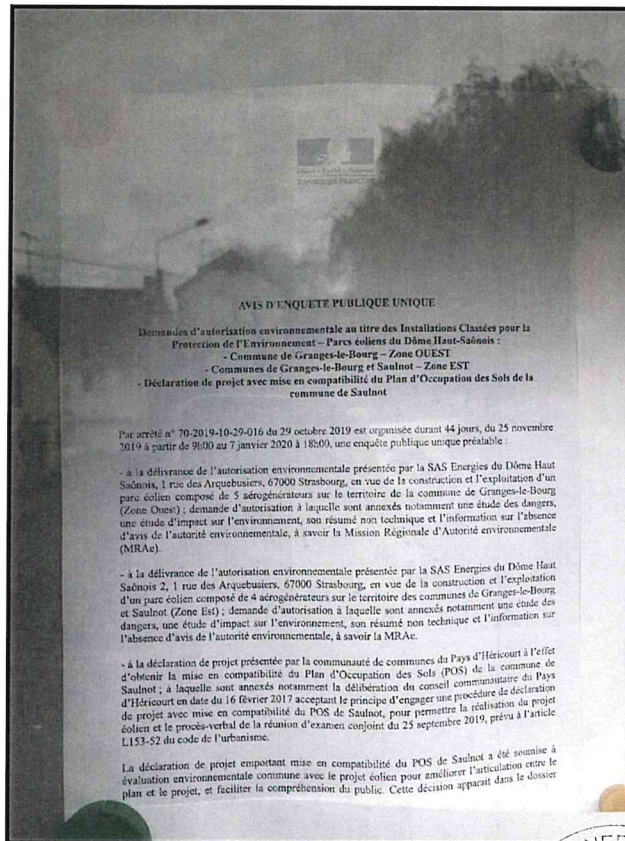 RÉPUBLIQUE FRANÇAISE
AVIS D'ENQUETE PUBLIQUE UNIQUE
Demandes d'autorisation environnementale au titre des Installations Classées pour la
Protection de l'Environnement – Parcs éoliens du Dôme Haut-Saônois :
- Commune de Granges-le-Bourg – Zone OUEST
- Communes de Granges-le-Bourg et Saulnot – Zone EST
- Déclaration de projet avec mise en compatibilité du Plan d'Occupation des Sols de la
commune de Saulnot
Par arrêté n° 70-2019-10-29-016 du 29 octobre 2019 est organisée durant 44 jours, du 25 novembre
2019 à partir de 9h00 au 7 janvier 2020 à 18h00, une enquête publique unique préalable :
- à la délivrance de l'autorisation environnementale présentée par la SAS Energies du Dôme Haut
Saônois, 1 rue des Arquebusiers, 67000 Strasbourg, en vue de la construction et l'exploitation d'un
parc éolien composé de 5 aérogénérateurs sur le territoire de la commune de Granges-le-Bourg
(Zone Ouest) ; demande d'autorisation à laquelle sont annexés notamment une étude des dangers,
une étude d'impact sur l'environnement, son résumé non technique et l'information sur l'absence
d'avis de l'autorité environnementale, à savoir la Mission Régionale d'Autorité environnementale
(MRAe).
- à la délivrance de l'autorisation environnementale présentée par la SAS Energies du Dôme Haut
Saônois 2, 1 rue des Arquebusiers, 67000 Strasbourg, en vue de la construction et l'exploitation
d'un parc éolien composé de 4 aérogénérateurs sur le territoire des communes de Granges-le-Bourg
et Saulnot (Zone Est) ; demande d'autorisation à laquelle sont annexés notamment une étude des
dangers, une étude d'impact sur l'environnement, son résumé non technique et l'information sur
l'absence d'avis de l'autorité environnementale, à savoir la MRAe.
- à la déclaration de projet présentée par la communauté de communes du Pays d'Héricourt à l'effet
d'obtenir la mise en compatibilité du Plan d'Occupation des Sols (POS) de la commune de
Saulnot ; à laquelle sont annexés notamment la délibération du conseil communautaire du Pays
d'Héricourt en date du 16 février 2017 acceptant le principe d'engager une procédure de déclaration
de projet avec mise en compatibilité du POS de Saulnot, pour permettre la réalisation du projet
éolien et le procès-verbal de la réunion d'examen conjoint du 25 septembre 2019, prévu à l'article
L153-52 du code de l'urbanisme.
La déclaration de projet emportant mise en compatibilité du POS de Saulnot a été soumise à
évaluation environnementale commune avec le projet éolien pour améliorer l'articulation entre le
plan et le projet, et faciliter la compréhension du public. Cette décision apparait dans le dossier